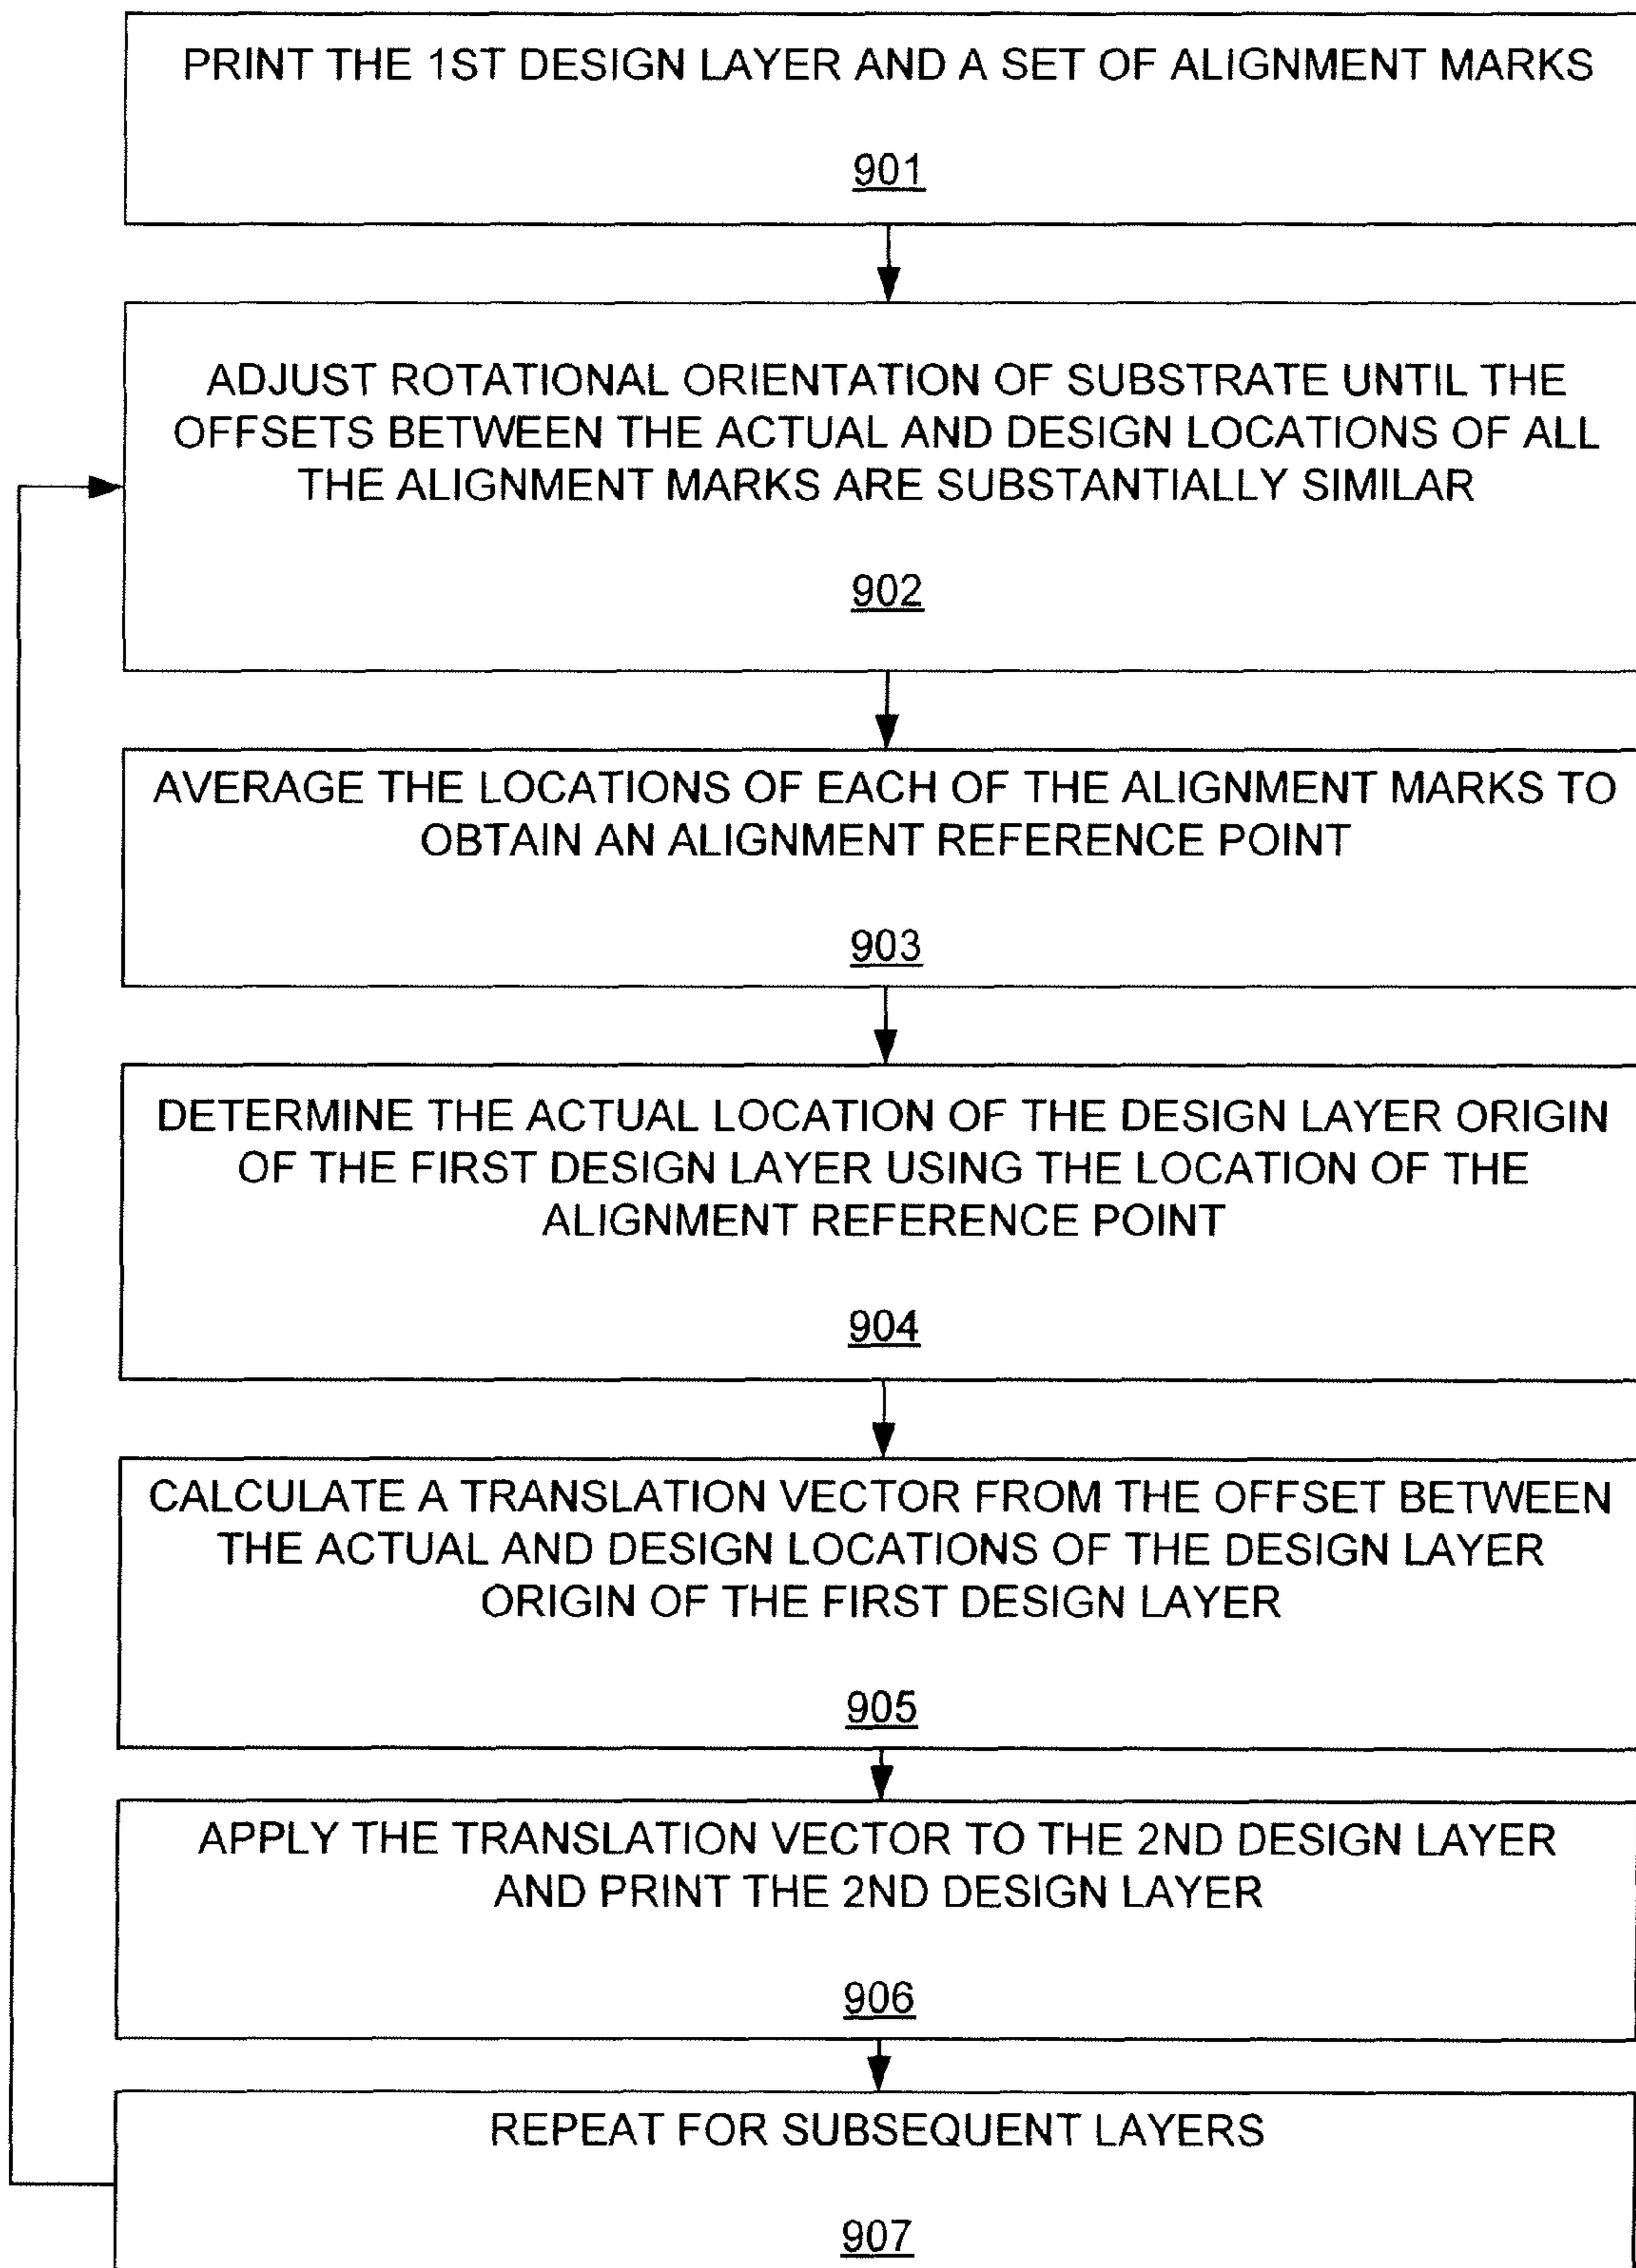 PRINT THE 1ST DESIGN LAYER AND A SET OF ALIGNMENT MARKS
901
ADJUST ROTATIONAL ORIENTATION OF SUBSTRATE UNTIL THE
OFFSETS BETWEEN THE ACTUAL AND DESIGN LOCATIONS OF ALL
THE ALIGNMENT MARKS ARE SUBSTANTIALLY SIMILAR
902
AVERAGE THE LOCATIONS OF EACH OF THE ALIGNMENT MARKS TO
OBTAIN AN ALIGNMENT REFERENCE POINT
903
DETERMINE THE ACTUAL LOCATION OF THE DESIGN LAYER ORIGIN
OF THE FIRST DESIGN LAYER USING THE LOCATION OF THE
ALIGNMENT REFERENCE POINT
904
CALCULATE A TRANSLATION VECTOR FROM THE OFFSET BETWEEN
THE ACTUAL AND DESIGN LOCATIONS OF THE DESIGN LAYER
ORIGIN OF THE FIRST DESIGN LAYER
905
APPLY THE TRANSLATION VECTOR TO THE 2ND DESIGN LAYER
AND PRINT THE 2ND DESIGN LAYER
906
REPEAT FOR SUBSEQUENT LAYERS
907